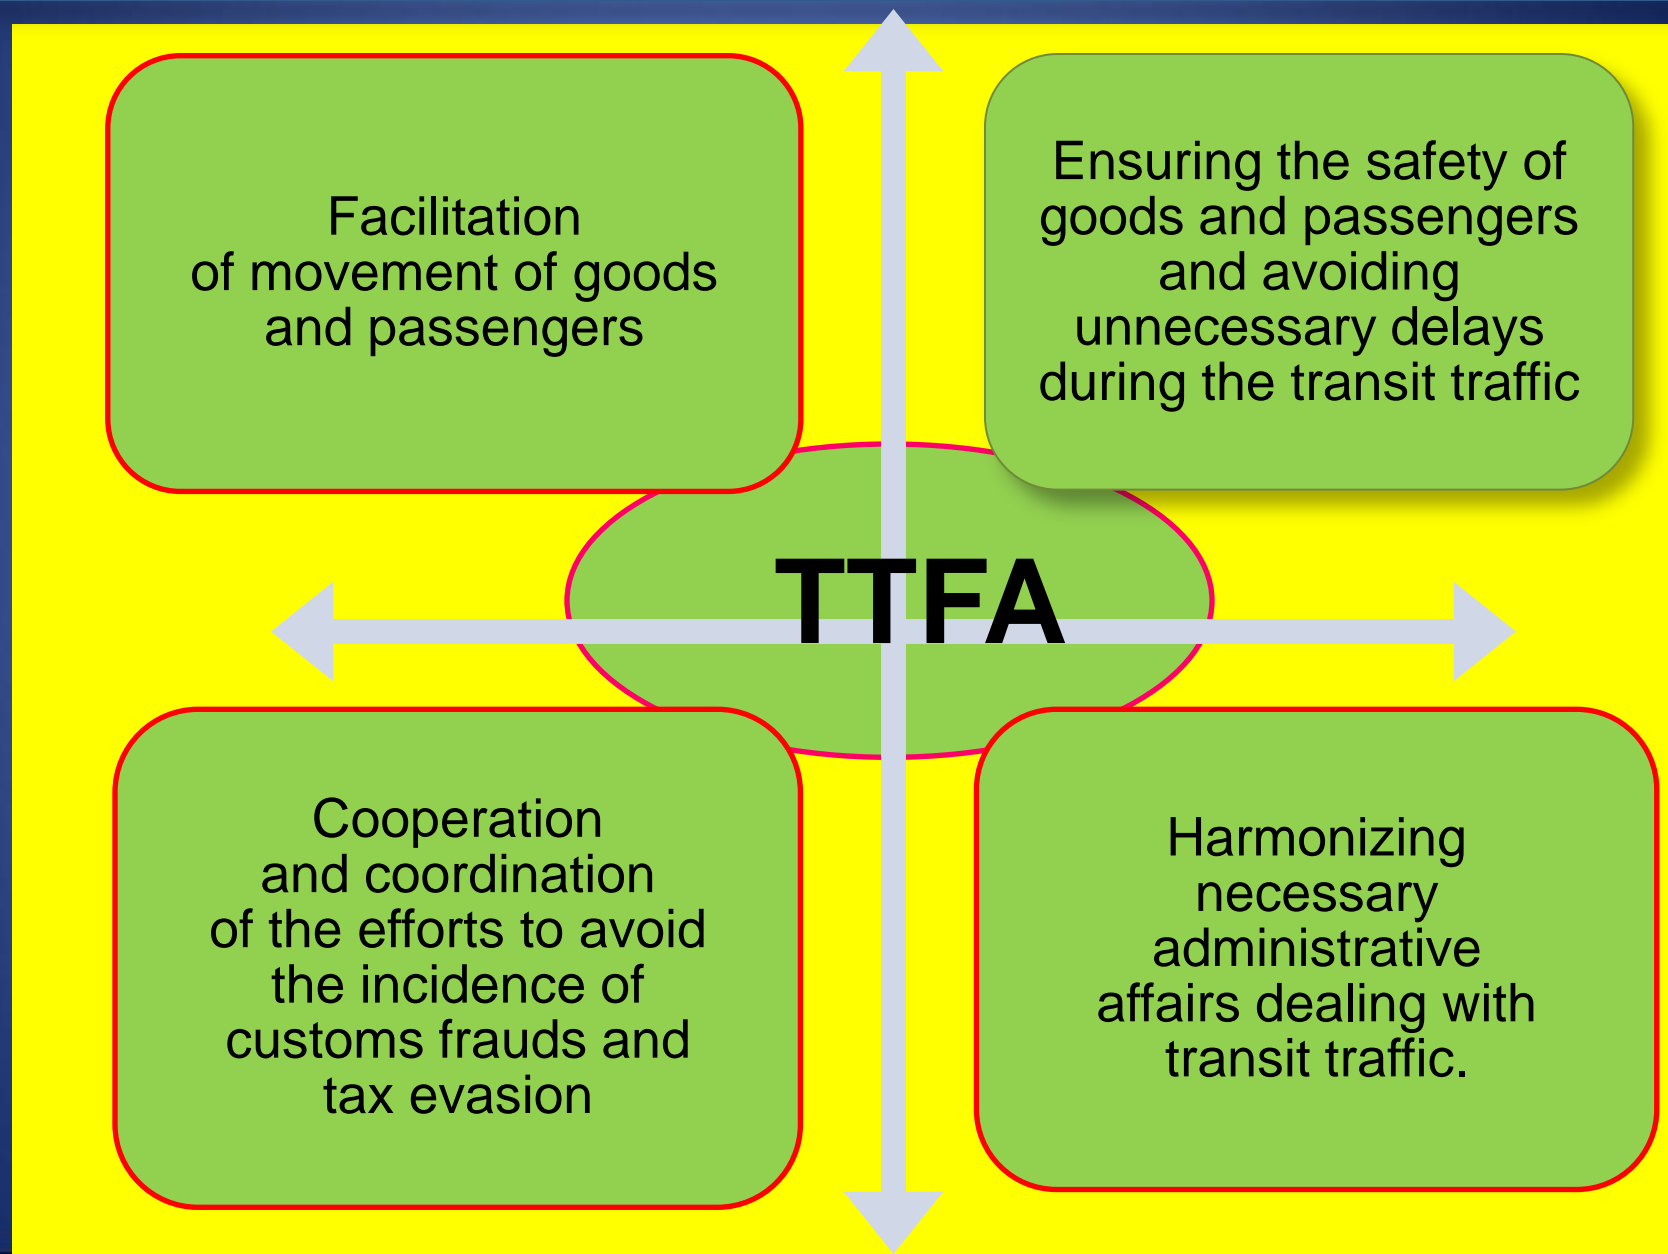 Facilitation
of movement of goods
and passengers
Ensuring the safety of
goods and passengers
and avoiding
unnecessary delays
during the transit traffic
TTFA
Cooperation
and coordination
of the efforts to avoid
the incidence of
customs frauds and
tax evasion
Harmonizing
necessary
administrative
affairs dealing with
transit traffic.